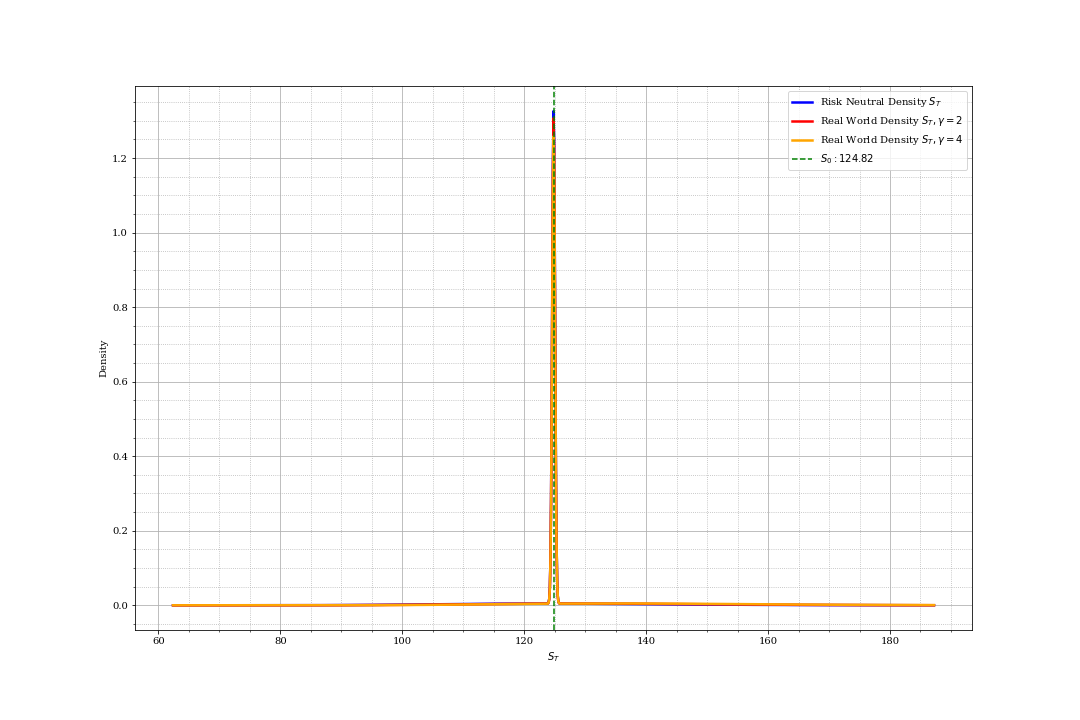 Risk Neutral Density S_T
Real World Density S_T, γ = 2
Real World Density S_T, γ = 4
S_0 : 124.82
Density
1.2
1.0
0.8
0.6
0.4
0.2
0.0
60 80 100 120 140 160 180
S_T